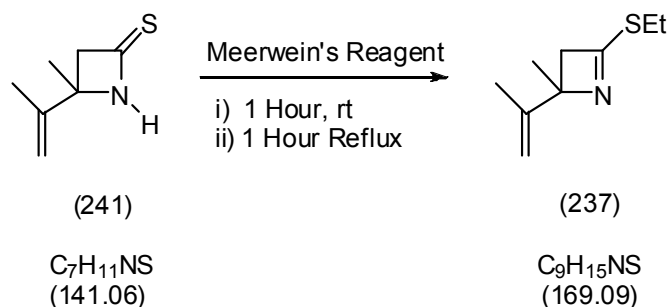 S
N
H
Meerwein's Reagent
i) 1 Hour, rt
ii) 1 Hour Reflux
SEt
N
(241)
(237)
C7H11NS
(141.06)
C9H15NS
(169.09)